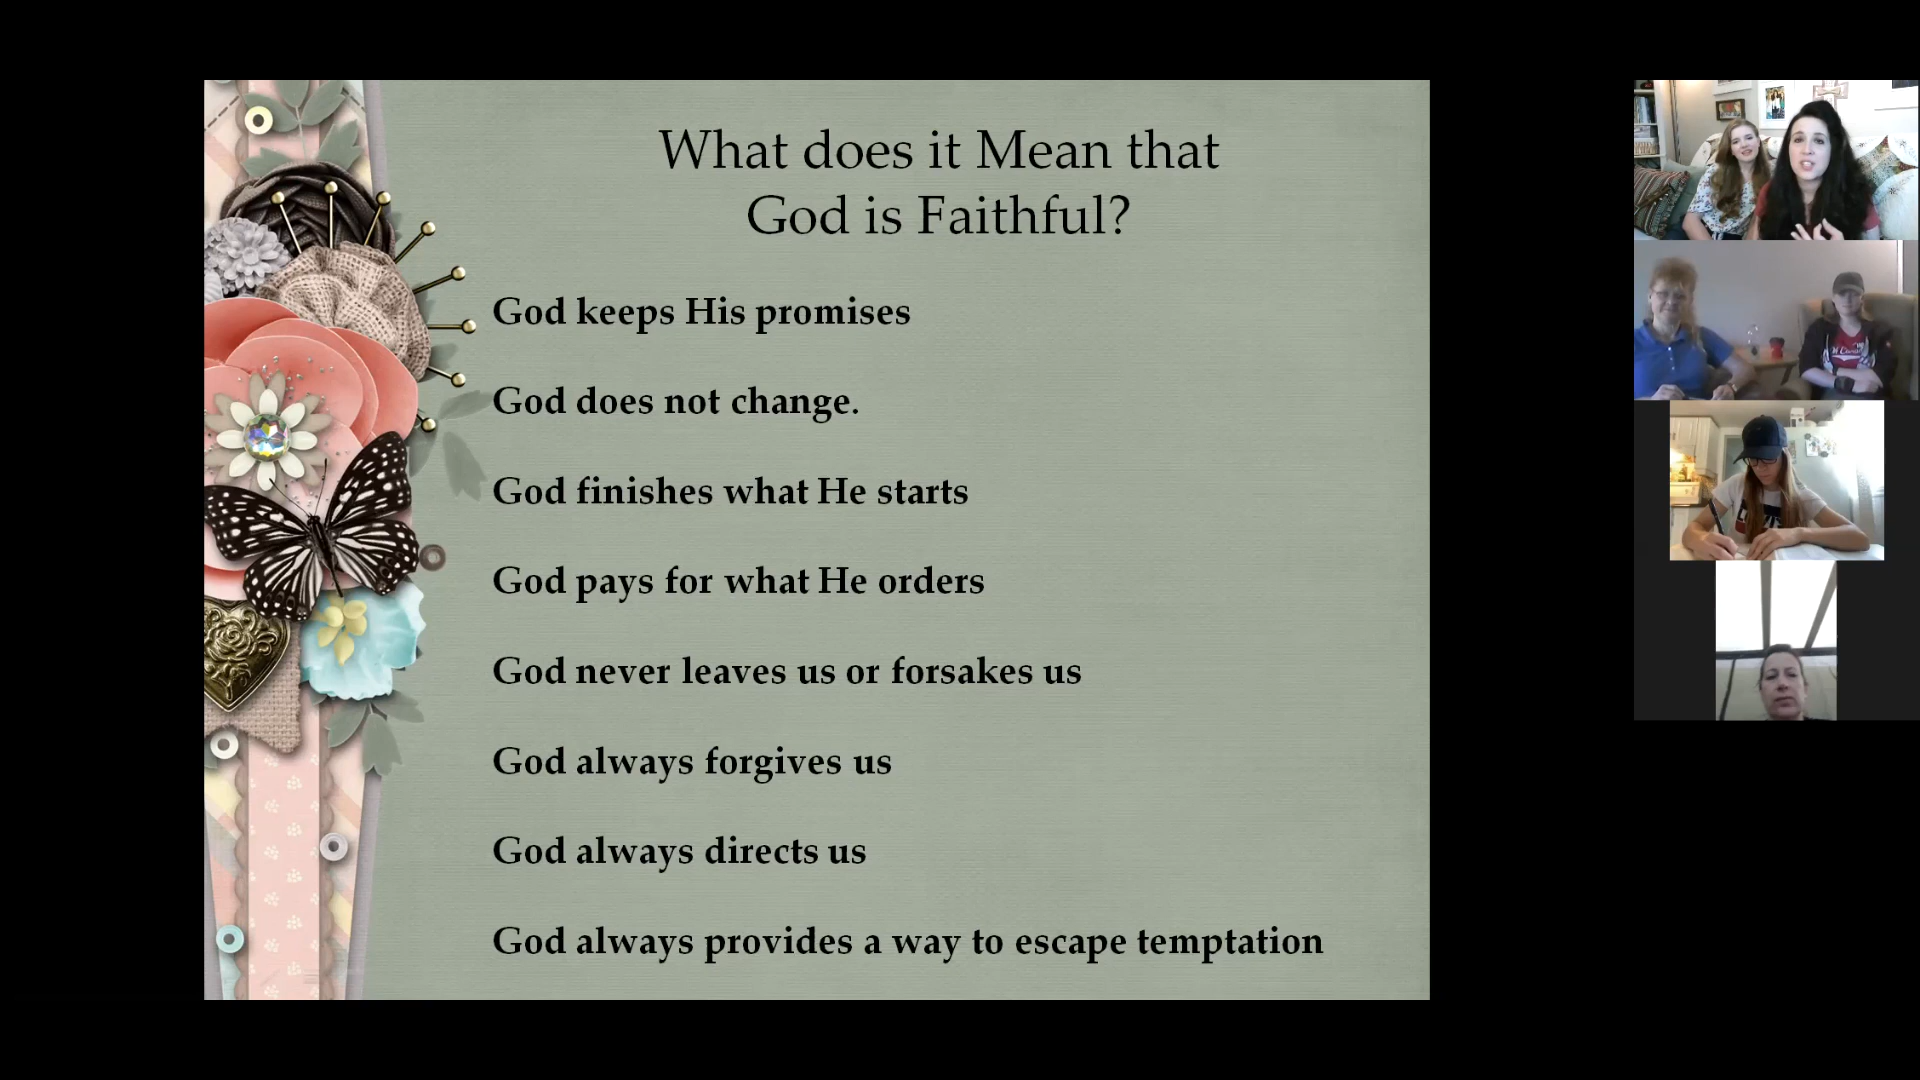 What does it Mean that
God is Faithful?
God keeps His promises
God does not change.
God finishes what He starts
God pays for what He orders
God never leaves us or forsakes us
God always forgives us
God always directs us
God always provides a way to escape temptation